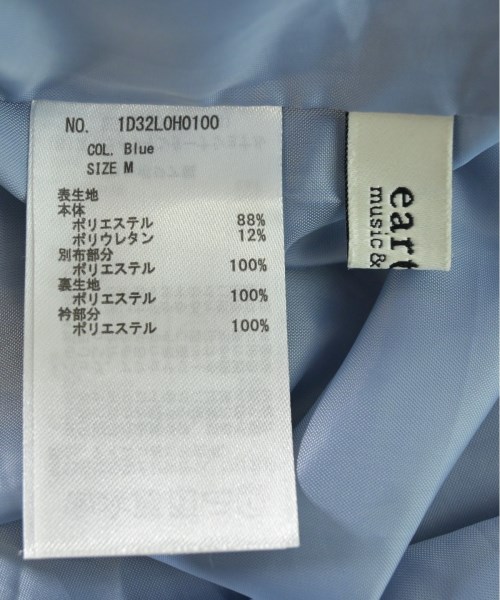 NO. 1D32L0H0100
COL. Blue
SIZE M
表生地
本体
ポリエステル 88%
ポリウレタン 12%
別布部分
ポリエステル 100%
裏生地
ポリエステル 100%
衿部分
ポリエステル 100%
eart
music &